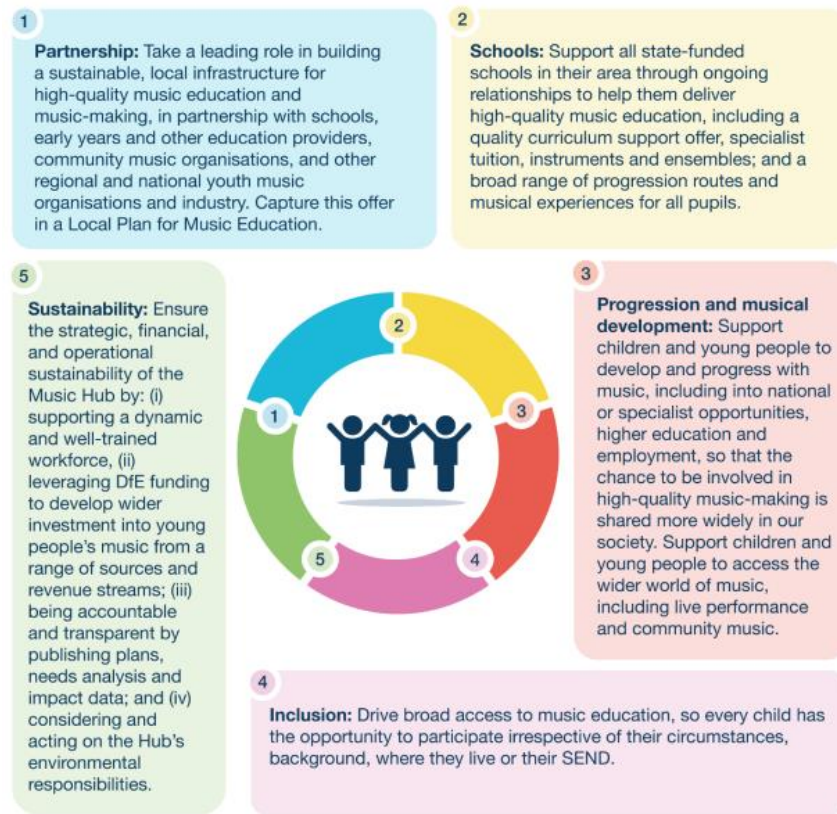 1
Partnership: Take a leading role in building
a sustainable, local infrastructure for
high-quality music education and
music-making, in partnership with schools,
early years and other education providers,
community music organisations, and other
regional and national youth music
organisations and industry. Capture this offer
in a Local Plan for Music Education.
2
Schools: Support all state-funded
schools in their area through ongoing
relationships to help them deliver
high-quality music education, including a
quality curriculum support offer, specialist
tuition, instruments and ensembles; and a
broad range of progression routes and
musical experiences for all pupils.
3
Progression and musical
development: Support
children and young people to
develop and progress with
music, including into national
or specialist opportunities,
higher education and
employment, so that the
chance to be involved in
high-quality music-making is
shared more widely in our
society. Support children and
young people to access the
wider world of music,
including live performance
and community music.
4
Inclusion: Drive broad access to music education, so every child has
the opportunity to participate irrespective of their circumstances,
background, where they live or their SEND.
5
Sustainability: Ensure
the strategic, financial,
and operational
sustainability of the
Music Hub by: (i)
supporting a dynamic
and well-trained
workforce, (ii)
leveraging DfE funding
to develop wider
investment into young
people's music from a
range of sources and
revenue streams; (iii)
being accountable
and transparent by
publishing plans,
needs analysis and
impact data; and (iv)
considering and
acting on the Hub's
environmental
responsibilities.
1
2
3
4
5